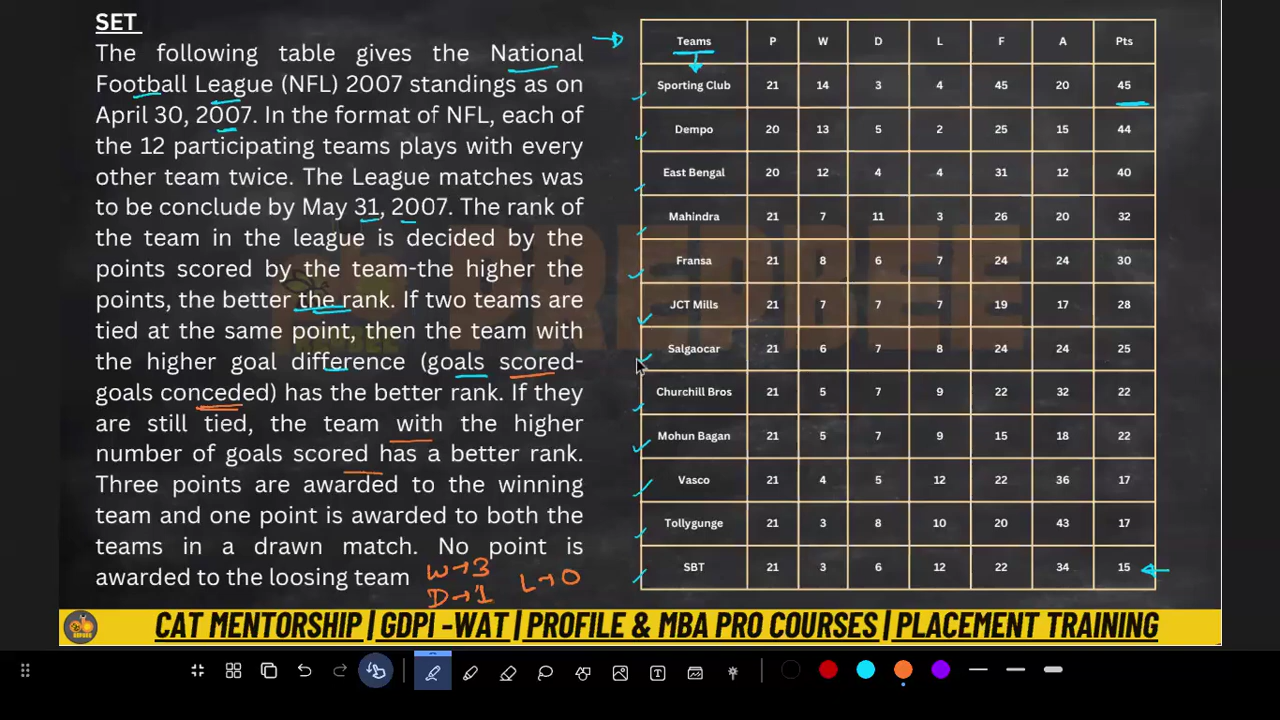 SET
The following table gives the National
Football League (NFL) 2007 standings as on
April 30, 2007. In the format of NFL, each of
the 12 participating teams plays with every
other team twice. The League matches was
to be conclude by May 31, 2007. The rank of
the team in the league is decided by the
points scored by the team-the higher the
points, the better the rank. If two teams are
tied at the same point, then the team with
the higher goal difference (goals scored-
goals conceded) has the better rank. If they
are still tied, the team with the higher
number of goals scored has a better rank.
Three points are awarded to the winning
team and one point is awarded to both the
teams in a drawn match. No point is
awarded to the loosing team
W→3
D→1
L→0
Teams P W D L F A Pts
Sporting Club 21 14 3 4 45 20 45
Dempo 20 13 5 2 25 15 44
East Bengal 20 12 4 4 31 12 40
Mahindra 21 7 11 3 26 20 32
Fransa 21 8 6 7 24 24 30
JCT Mills 21 7 7 7 19 17 28
Salgaocar 21 6 7 8 24 24 25
Churchill Bros 21 5 7 9 22 32 22
Mohun Bagan 21 5 7 9 15 18 22
Vasco 21 4 5 12 22 36 17
Tollygunge 21 3 8 10 20 43 17
SBT 21 3 6 12 22 34 15
PREPBEE
CAT MENTORSHIP | GDPI -WAT | PROFILE & MBA PRO COURSES | PLACEMENT TRAINING